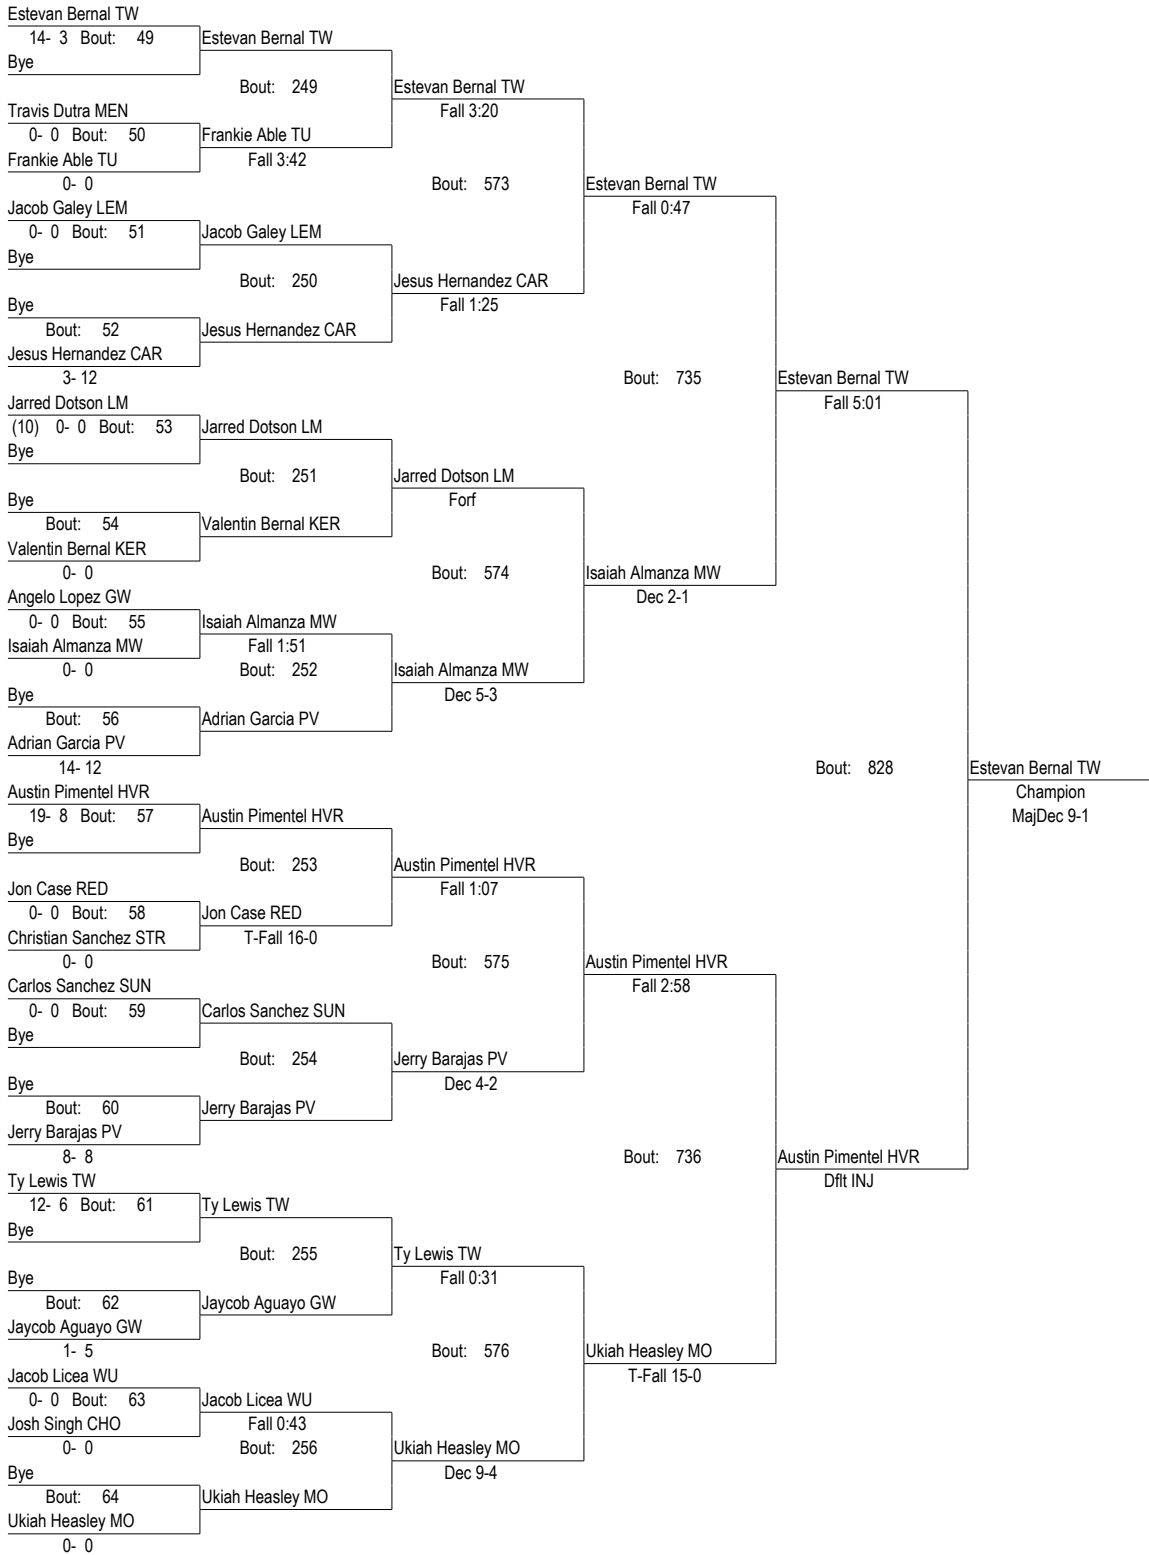 Estevan Bernal TW
14- 3 Bout: 49
Estevan Bernal TW
Bye
Bout: 249
Estevan Bernal TW
Travis Dutra MEN
Fall 3:20
0- 0 Bout: 50
Frankie Able TU
Frankie Able TU
Fall 3:42
0- 0
Bout: 573
Estevan Bernal TW
Jacob Galey LEM
Fall 0:47
0- 0 Bout: 51
Jacob Galey LEM
Bye
Bout: 250
Jesus Hernandez CAR
Bye
Fall 1:25
Bout: 52
Jesus Hernandez CAR
Jesus Hernandez CAR
3- 12
Bout: 735
Estevan Bernal TW
Jarred Dotson LM
Fall 5:01
(10) 0- 0 Bout: 53
Jarred Dotson LM
Bye
Bout: 251
Jarred Dotson LM
Bye
Forf
Bout: 54
Valentin Bernal KER
Valentin Bernal KER
0- 0
Bout: 574
Isaiah Almanza MW
Angelo Lopez GW
Dec 2-1
0- 0 Bout: 55
Isaiah Almanza MW
Isaiah Almanza MW
Fall 1:51
0- 0
Bout: 252
Isaiah Almanza MW
Bye
Dec 5-3
Bout: 56
Adrian Garcia PV
Adrian Garcia PV
14- 12
Bout: 828
Estevan Bernal TW
Austin Pimentel HVR
Champion
19- 8 Bout: 57
Austin Pimentel HVR
MajDec 9-1
Bye
Bout: 253
Austin Pimentel HVR
Jon Case RED
Fall 1:07
0- 0 Bout: 58
Jon Case RED
Christian Sanchez STR
T-Fall 16-0
0- 0
Bout: 575
Austin Pimentel HVR
Carlos Sanchez SUN
Fall 2:58
0- 0 Bout: 59
Carlos Sanchez SUN
Bye
Bout: 254
Jerry Barajas PV
Bye
Dec 4-2
Bout: 60
Jerry Barajas PV
Jerry Barajas PV
8- 8
Bout: 736
Austin Pimentel HVR
Ty Lewis TW
Dflt INJ
12- 6 Bout: 61
Ty Lewis TW
Bye
Bout: 255
Ty Lewis TW
Bye
Fall 0:31
Bout: 62
Jaycob Aguayo GW
Jaycob Aguayo GW
1- 5
Bout: 576
Ukiah Heasley MO
Jacob Licea WU
T-Fall 15-0
0- 0 Bout: 63
Jacob Licea WU
Josh Singh CHO
Fall 0:43
0- 0
Bout: 256
Ukiah Heasley MO
Bye
Dec 9-4
Bout: 64
Ukiah Heasley MO
Ukiah Heasley MO
0- 0